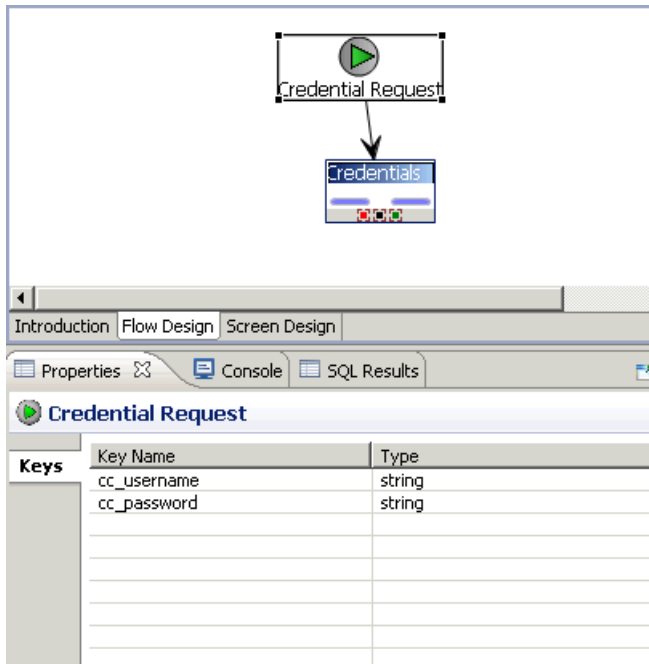 Credential Request
Credentials
Introduction Flow Design Screen Design
Properties Console SQL Results
Credential Request
Keys
Key Name Type
cc_username string
cc_password string